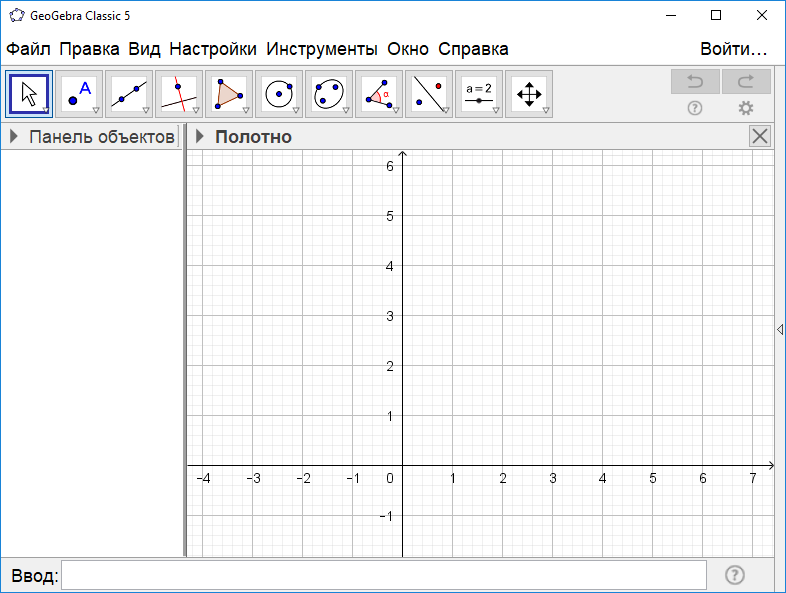 GeoGebra Classic 5
Файл Правка Вид Настройки Инструменты Окно Справка Войти...
A α a = 2
Панель объектов
Полотно
6
5
4
3
2
1
−4 −3 −2 −1 0 1 2 3 4 5 6 7
−1
Ввод: